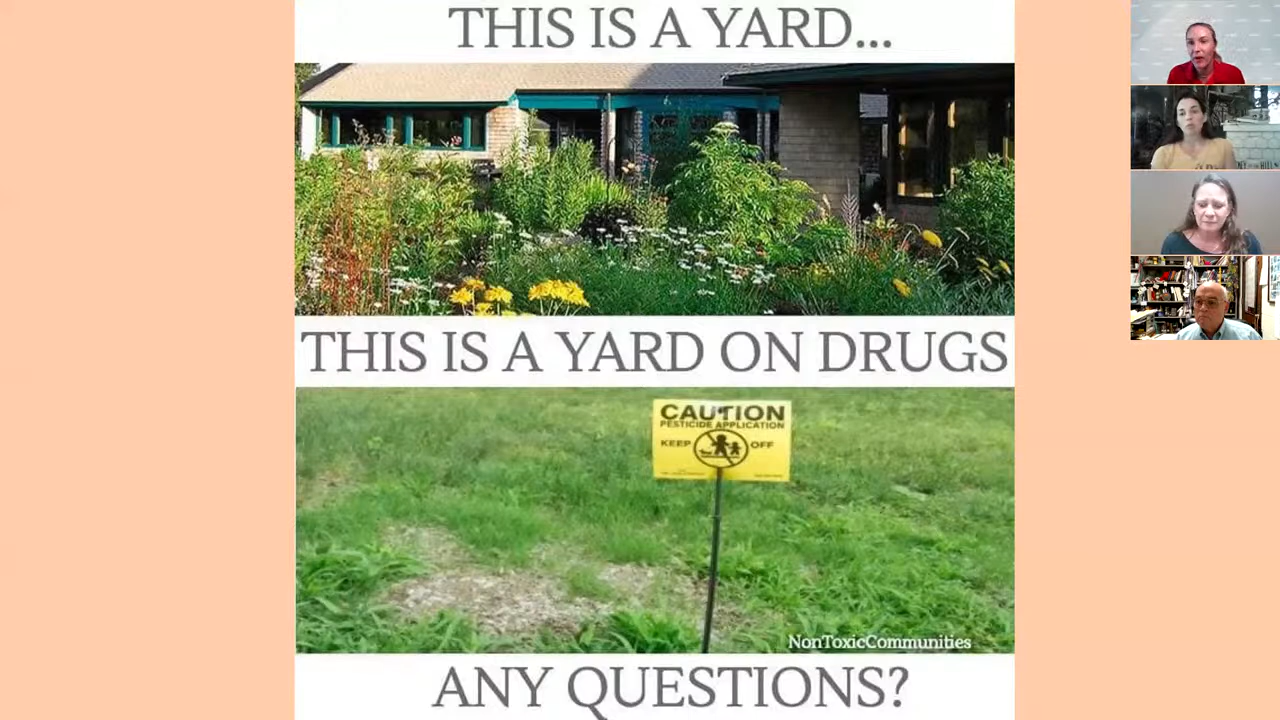 THIS IS A YARD...
THIS IS A YARD ON DRUGS
CAUTION
PESTICIDE APPLICATION
KEEP OFF
NonToxicCommunities
ANY QUESTIONS?